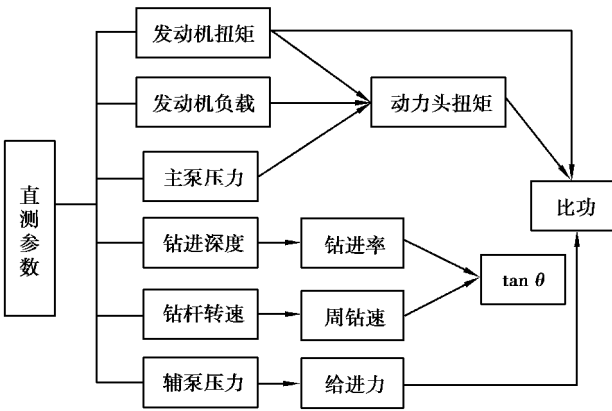 发动机扭矩
发动机负载
动力头扭矩
直测参数
主泵压力
比功
钻进深度
钻进率
tan θ
钻杆转速
周钻速
辅泵压力
给进力